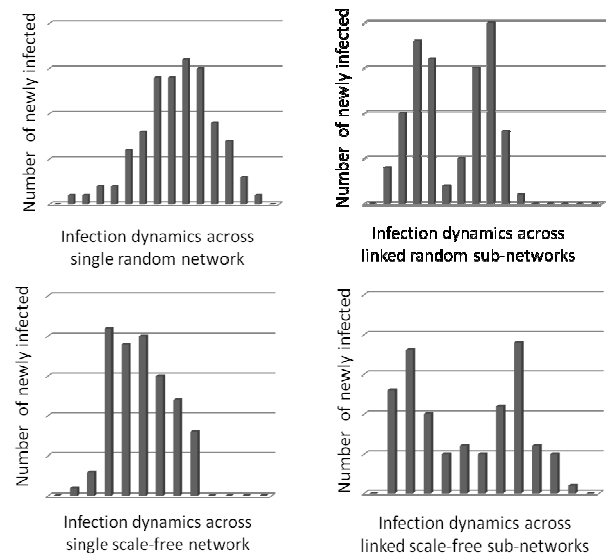 Number of newly infected
Infection dynamics across
single random network
Number of newly infected
Infection dynamics across
linked random sub-networks
Number of newly infected
Infection dynamics across
single scale-free network
Number of newly infected
Infection dynamics across
linked scale-free sub-networks